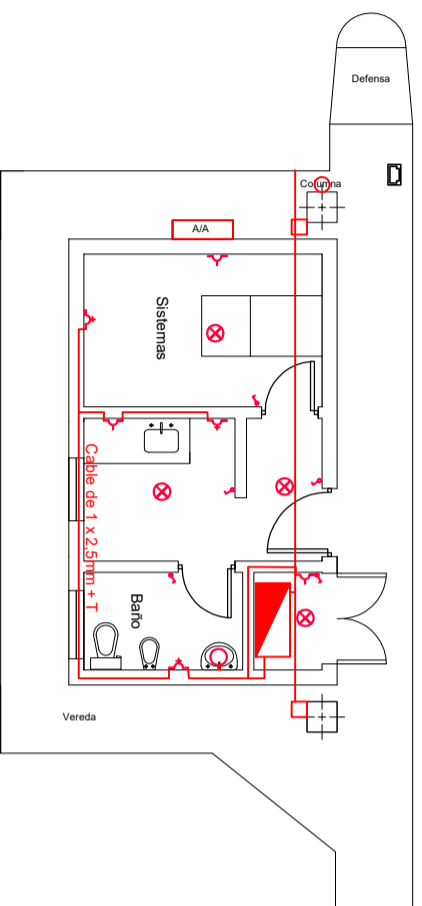 Defensa
Columna
A/A
Sistemas
Cable de 1 x 2,5mm + T
Baño
Vereda